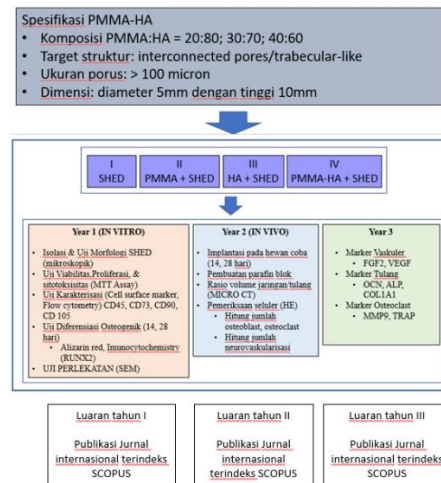 Spesifikasi PMMA-HA
• Komposisi PMMA:HA = 20:80; 30:70; 40:60
• Target struktur: interconnected pores/trabecular-like
• Ukuran porus: > 100 micron
• Dimensi: diameter 5mm dengan tinggi 10mm
I
SHED
II
PMMA + SHED
III
HA + SHED
IV
PMMA-HA + SHED
Year 1 (IN VITRO)
• Isolasi & Uji Morfologi SHED
(mikroskopik)
• Uji Viabilitas,Proliferasi, &
sitotoksisitas (MTT Assay)
• Uji Karakterisasi (Cell surface marker,
Flow cytometry) CD45, CD73, CD90,
CD 105
• Uji Diferensiasi Osteogenik (14, 28
hari)
• Alizarin red, Imunocytochemistry
(RUNX2)
• UJI PERLEKATAN (SEM)
Year 2 (IN VIVO)
• Implantasi pada hewan coba
(14, 28 hari)
• Pembuatan parafin blok
• Rasio volume jaringan/tulang
(MICRO CT)
• Pemeriksaan seluler (HE)
• Hitung jumlah
osteoblast, osteoclast
• Hitung jumlah
neurovaskularisasi
Year 3
• Marker Vaskuler
• FGF2, VEGF
• Marker Tulang
• OCN, ALP,
COL1A1
• Marker Osteoclast
• MMP9, TRAP
Luaran tahun I
Publikasi Jurnal
internasional terindeks
SCOPUS
Luaran tahun II
Publikasi Jurnal
internasional
terindeks SCOPUS
Luaran tahun III
Publikasi Jurnal
internasional terindeks
SCOPUS